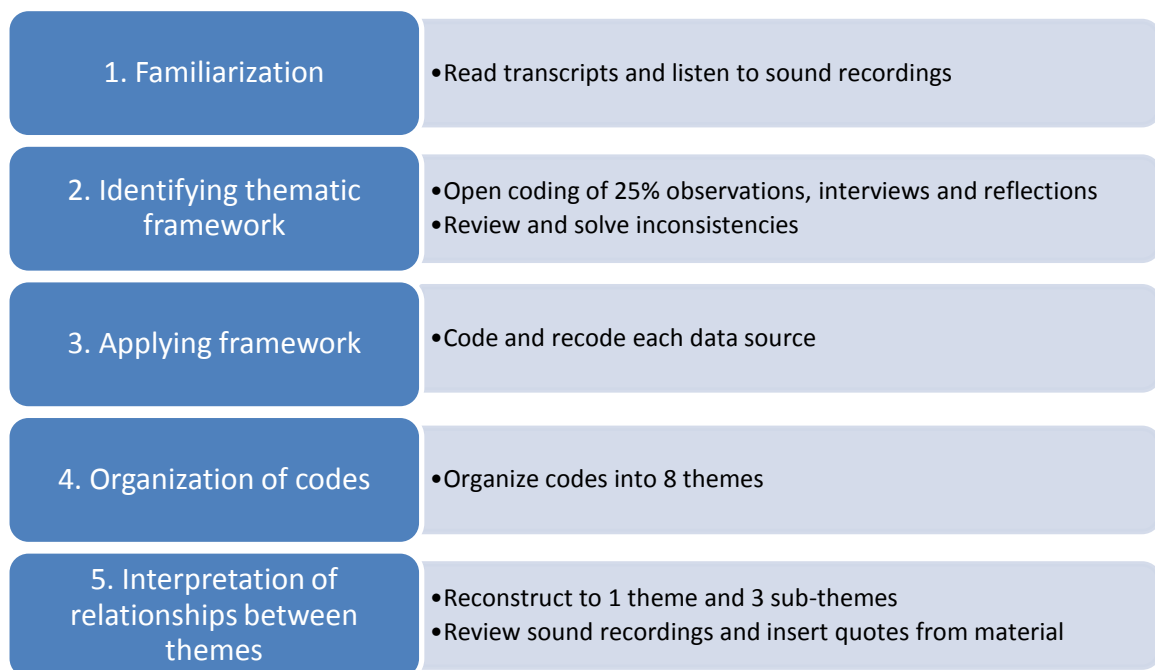 1. Familiarization
•Read transcripts and listen to sound recordings
2. Identifying thematic
framework
•Open coding of 25% observations, interviews and reflections
•Review and solve inconsistencies
3. Applying framework
•Code and recode each data source
4. Organization of codes
•Organize codes into 8 themes
5. Interpretation of
relationships between
themes
•Reconstruct to 1 theme and 3 sub-themes
•Review sound recordings and insert quotes from material